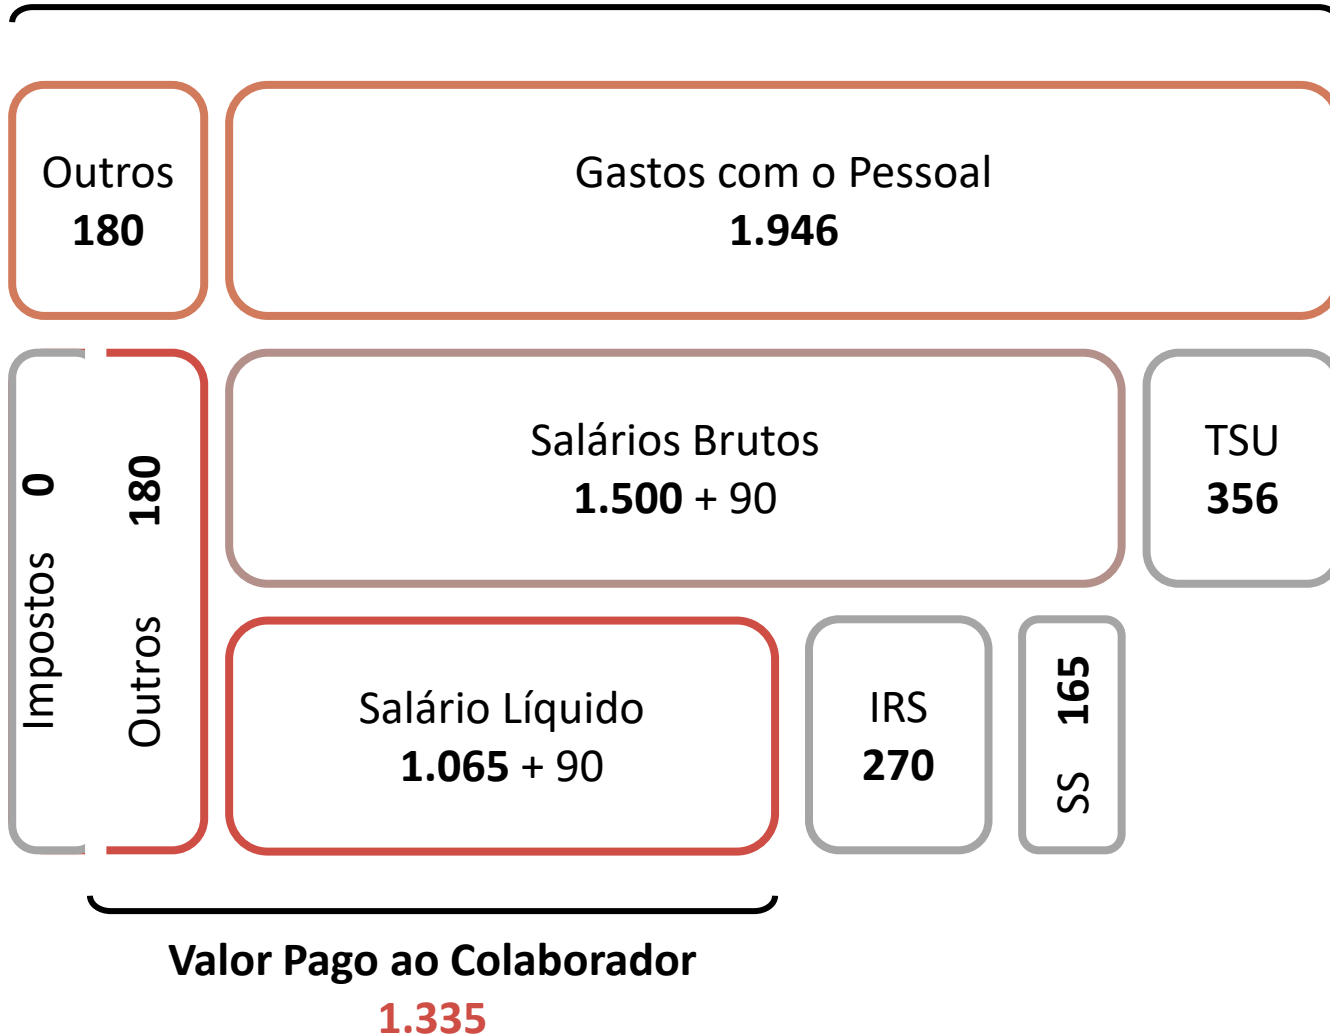 Outros
180
Gastos com o Pessoal
1.946
Impostos 0
Outros 180
Salários Brutos
1.500 + 90
TSU
356
Salário Líquido
1.065 + 90
IRS
270
SS 165
Valor Pago ao Colaborador
1.335